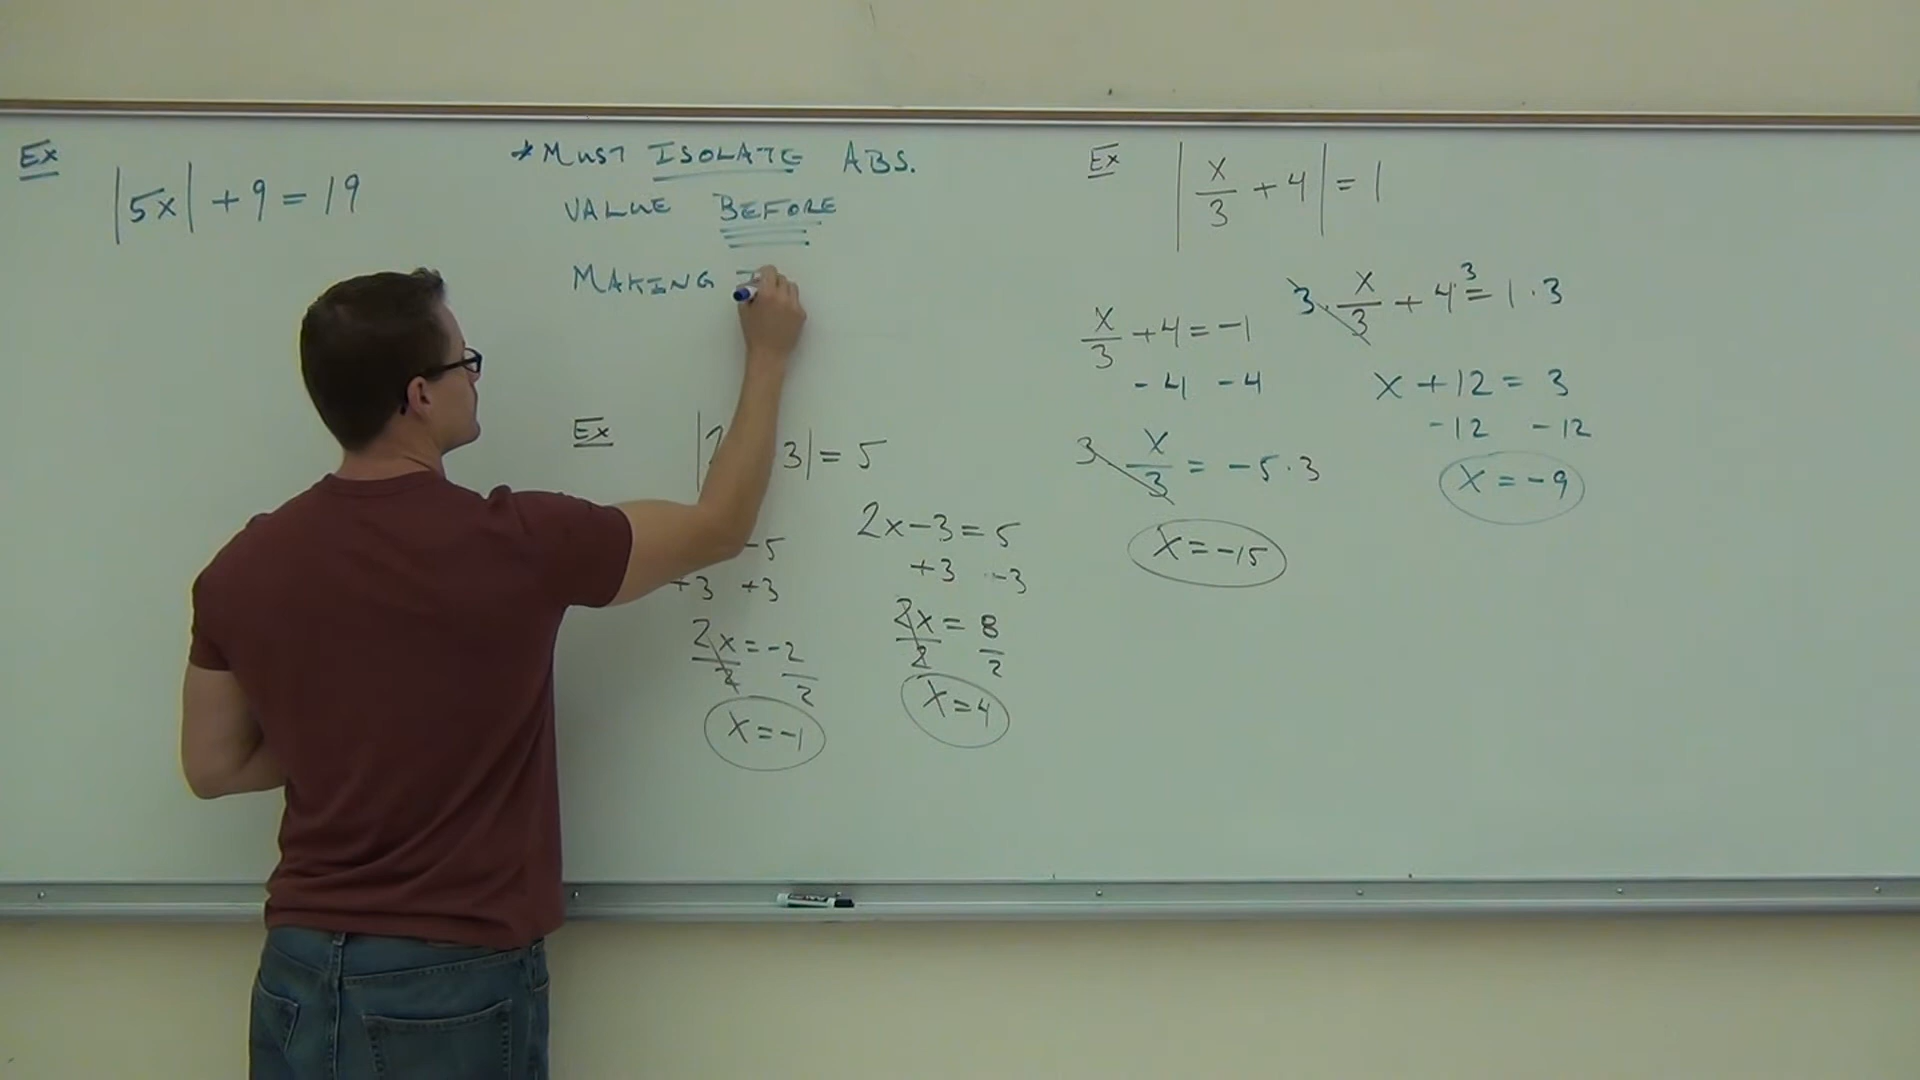 Ex
|5x| + 9 = 19
* MUST ISOLATE ABS.
VALUE BEFORE
MAKING
Ex
3| = 5
-5
+3 +3
2x = -2
2 2
x = -1
2x - 3 = 5
+3 -3
2x = 8
2 2
x = 4
Ex
|x/3 + 4| = 1
x/3 + 4 = -1
-4 -4
3 x/3 = -5 · 3
x = -15
3 · x/3 + 4 · 3 = 1 · 3
x + 12 = 3
-12 -12
x = -9